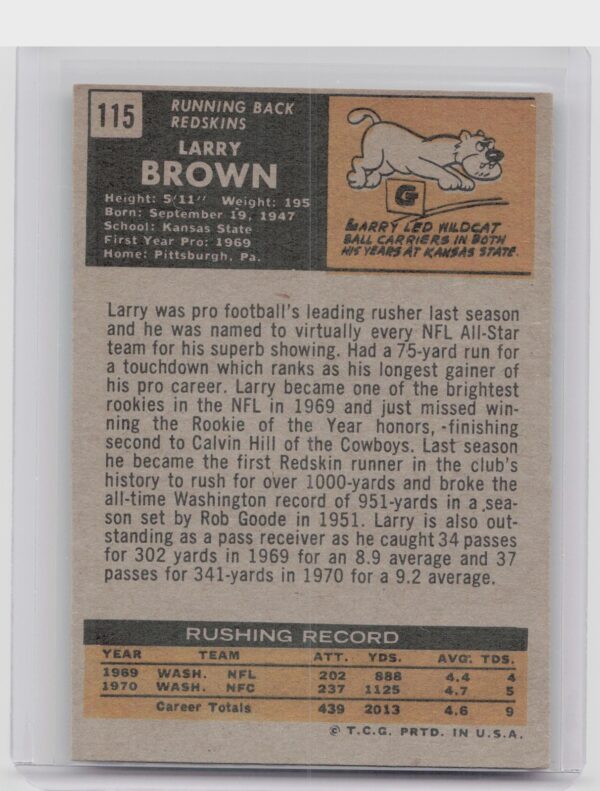 115
RUNNING BACK
REDSKINS
LARRY
BROWN
Height: 5'11" Weight: 195
Born: September 19, 1947
School: Kansas State
First Year Pro: 1969
Home: Pittsburgh, Pa.
G
LARRY LED WILDCAT
BALL CARRIERS IN BOTH
HIS YEARS AT KANSAS STATE.
Larry was pro football's leading rusher last season
and he was named to virtually every NFL All-Star
team for his superb showing. Had a 75-yard run for
a touchdown which ranks as his longest gainer of
his pro career. Larry became one of the brightest
rookies in the NFL in 1969 and just missed win-
ning the Rookie of the Year honors, -finishing
second to Calvin Hill of the Cowboys. Last season
he became the first Redskin runner in the club's
history to rush for over 1000-yards and broke the
all-time Washington record of 951-yards in a sea-
son set by Rob Goode in 1951. Larry is also out-
standing as a pass receiver as he caught 34 passes
for 302 yards in 1969 for an 8.9 average and 37
passes for 341-yards in 1970 for a 9.2 average.
RUSHING RECORD
YEAR TEAM ATT. YDS. AVG. TDS.
1969 WASH. NFL 202 888 4.4 4
1970 WASH. NFC 237 1125 4.7 5
Career Totals 439 2013 4.6 9
© T.C.G. PRTD. IN U.S.A.